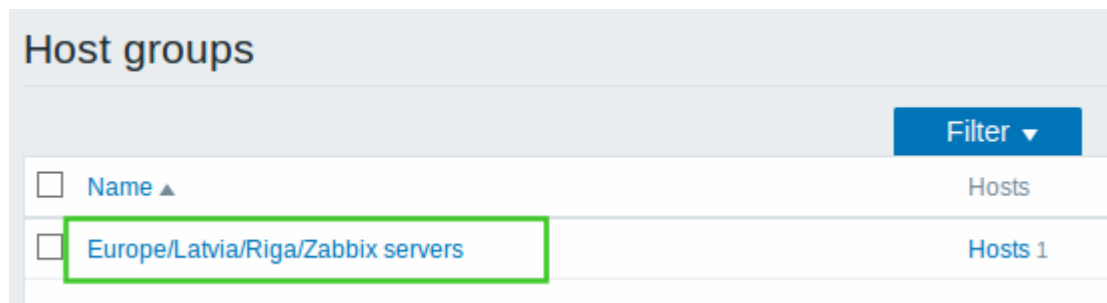 Host groups
Filter
Name Hosts
Europe/Latvia/Riga/Zabbix servers Hosts 1